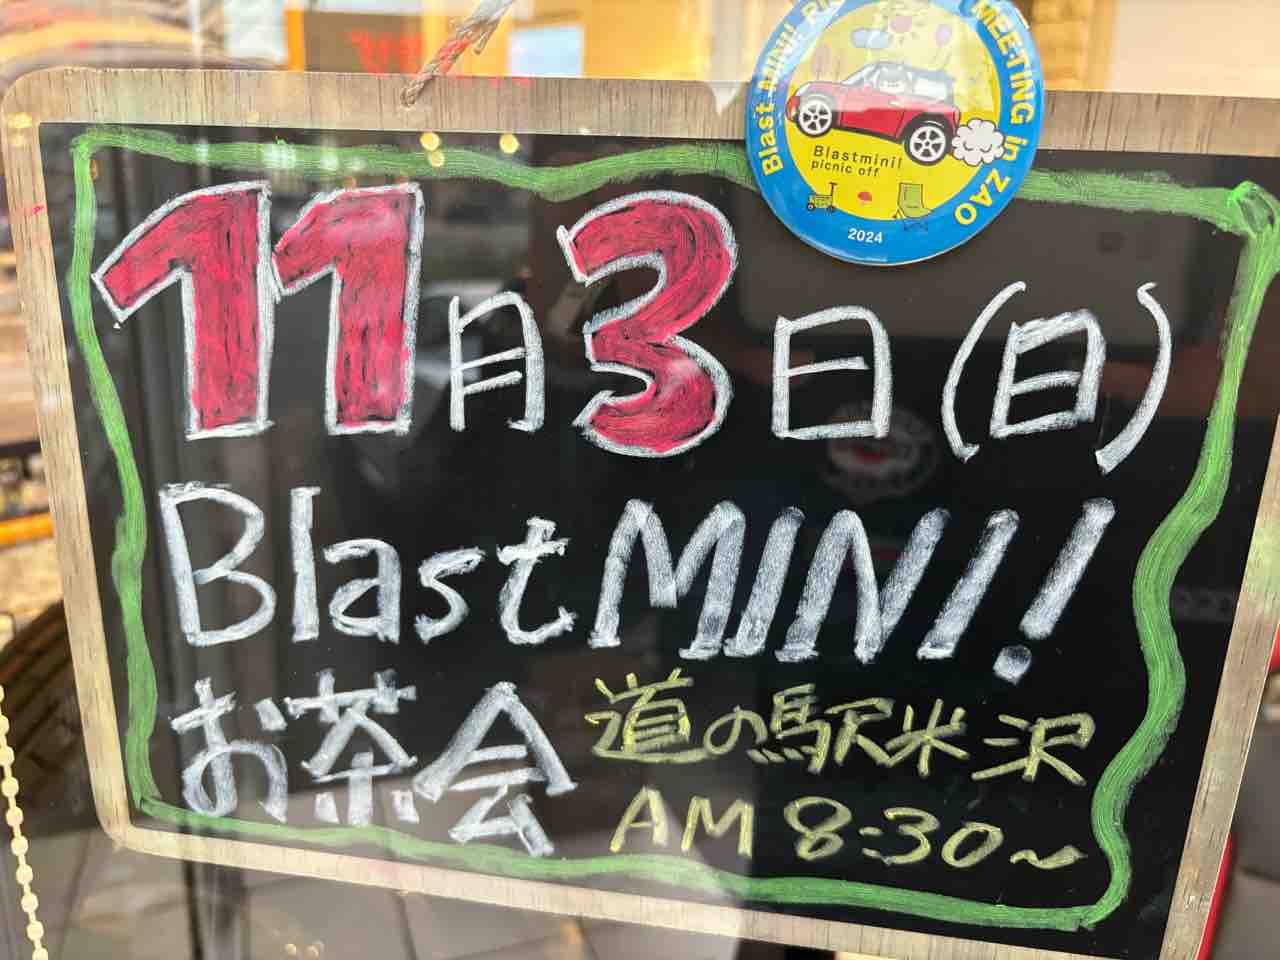 MEETING in ZAO
Blast MINI!
Blastmini!
picnic off
2024
11月3日(日)
Blast MINI!
お茶会 道の駅米沢
AM 8:30~